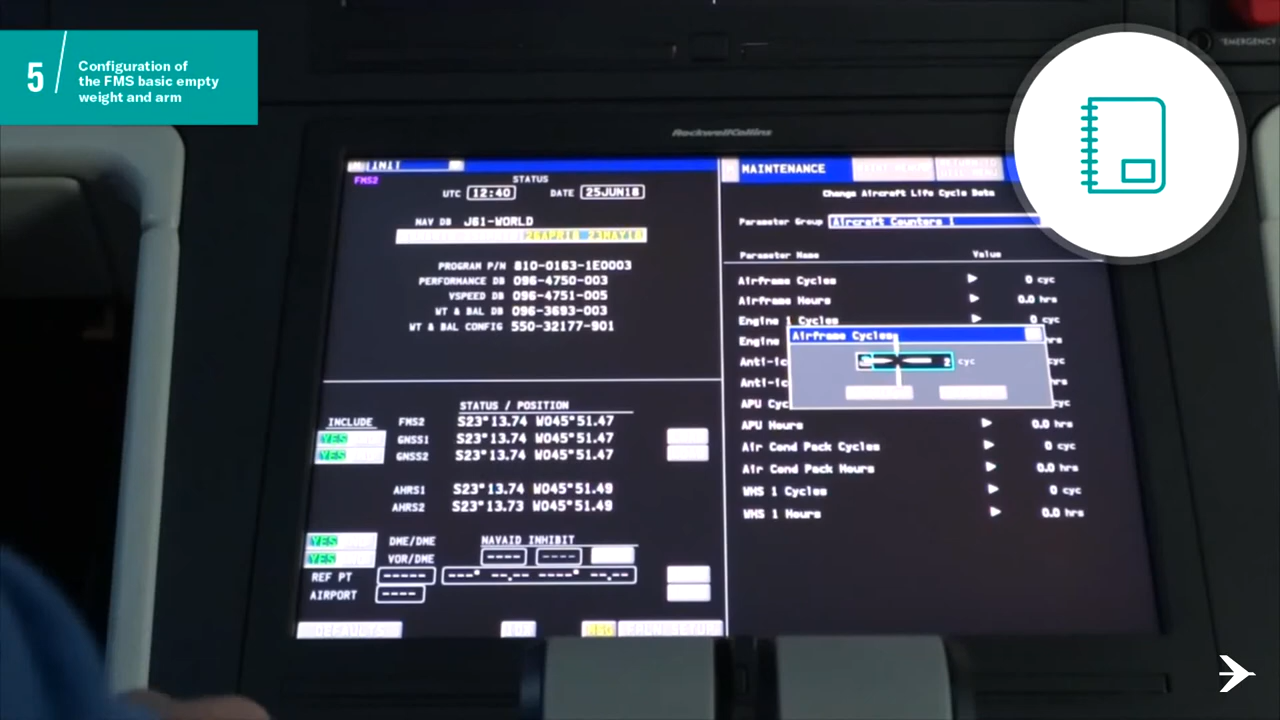 5
Configuration of
the FMS basic empty
weight and arm
EMERGENCY
RockwellCollins
INIT
FMS2
STATUS
UTC 12:40 DATE 25JUN18
NAV DB J61-WORLD
26APR18 23MAY18
PROGRAM P/N 810-0163-1E0003
PERFORMANCE DB 096-4750-003
VSPEED DB 096-4751-005
WT & BAL DB 096-3693-003
WT & BAL CONFIG 550-32177-901
STATUS / POSITION
INCLUDE FMS2 S23°13.74 W045°51.47
YES GNSS1 S23°13.74 W045°51.47
YES GNSS2 S23°13.74 W045°51.47
AHRS1 S23°13.74 W045°51.49
AHRS2 S23°13.73 W045°51.49
YES DME/DME NAVAID INHIBIT
YES VOR/DME ---- ----
REF PT ----- ---° --.-- ----° --.--
AIRPORT ----
MAINTENANCE
Change Aircraft Life Cycle Data
Parameter Group Aircraft Counters 1
Parameter Name Value
Airframe Cycles 0 cyc
Airframe Hours 0.0 hrs
Engine 1 Cycles 0 cyc
Engine hrs
Anti-ic
Anti-ic
APU Cyc
Airframe Cycles
2 cyc
APU Hours 0.0 hrs
Air Cond Pack Cycles 0 cyc
Air Cond Pack Hours 0.0 hrs
WHS 1 Cycles 0 cyc
WHS 1 Hours 0.0 hrs